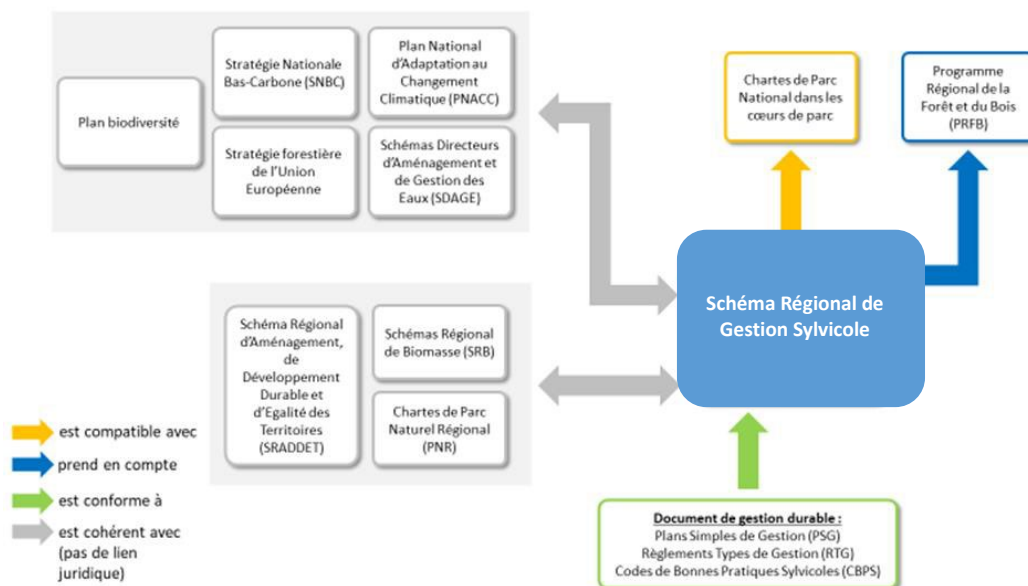 Plan biodiversité
Stratégie Nationale
Bas-Carbone (SNBC)
Plan National
d'Adaptation au
Changement
Climatique (PNACC)
Stratégie forestière
de l'Union
Européenne
Schémas Directeurs
d'Aménagement et
de Gestion des
Eaux (SDAGE)
Chartes de Parc
National dans les
cœurs de parc
Programme
Régional de la
Forêt et du Bois
(PRFB)
Schéma Régional de
Gestion Sylvicole
Schéma Régional
d'Aménagement,
de
Développement
Durable et
d'Egalité des
Territoires
(SRADDET)
Schémas Régional
de Biomasse (SRB)
Chartes de Parc
Naturel Régional
(PNR)
est compatible avec
prend en compte
est conforme à
est cohérent avec
(pas de lien
juridique)
Document de gestion durable :
Plans Simples de Gestion (PSG)
Règlements Types de Gestion (RTG)
Codes de Bonnes Pratiques Sylvicoles (CBPS)